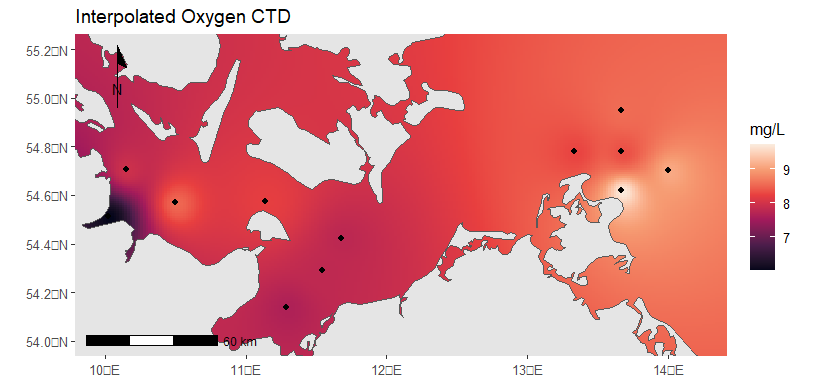 Interpolated Oxygen CTD
55.2□N
55.0□N
54.8□N
54.6□N
54.4□N
54.2□N
54.0□N
N
60 km
10□E
11□E
12□E
13□E
14□E
mg/L
9
8
7